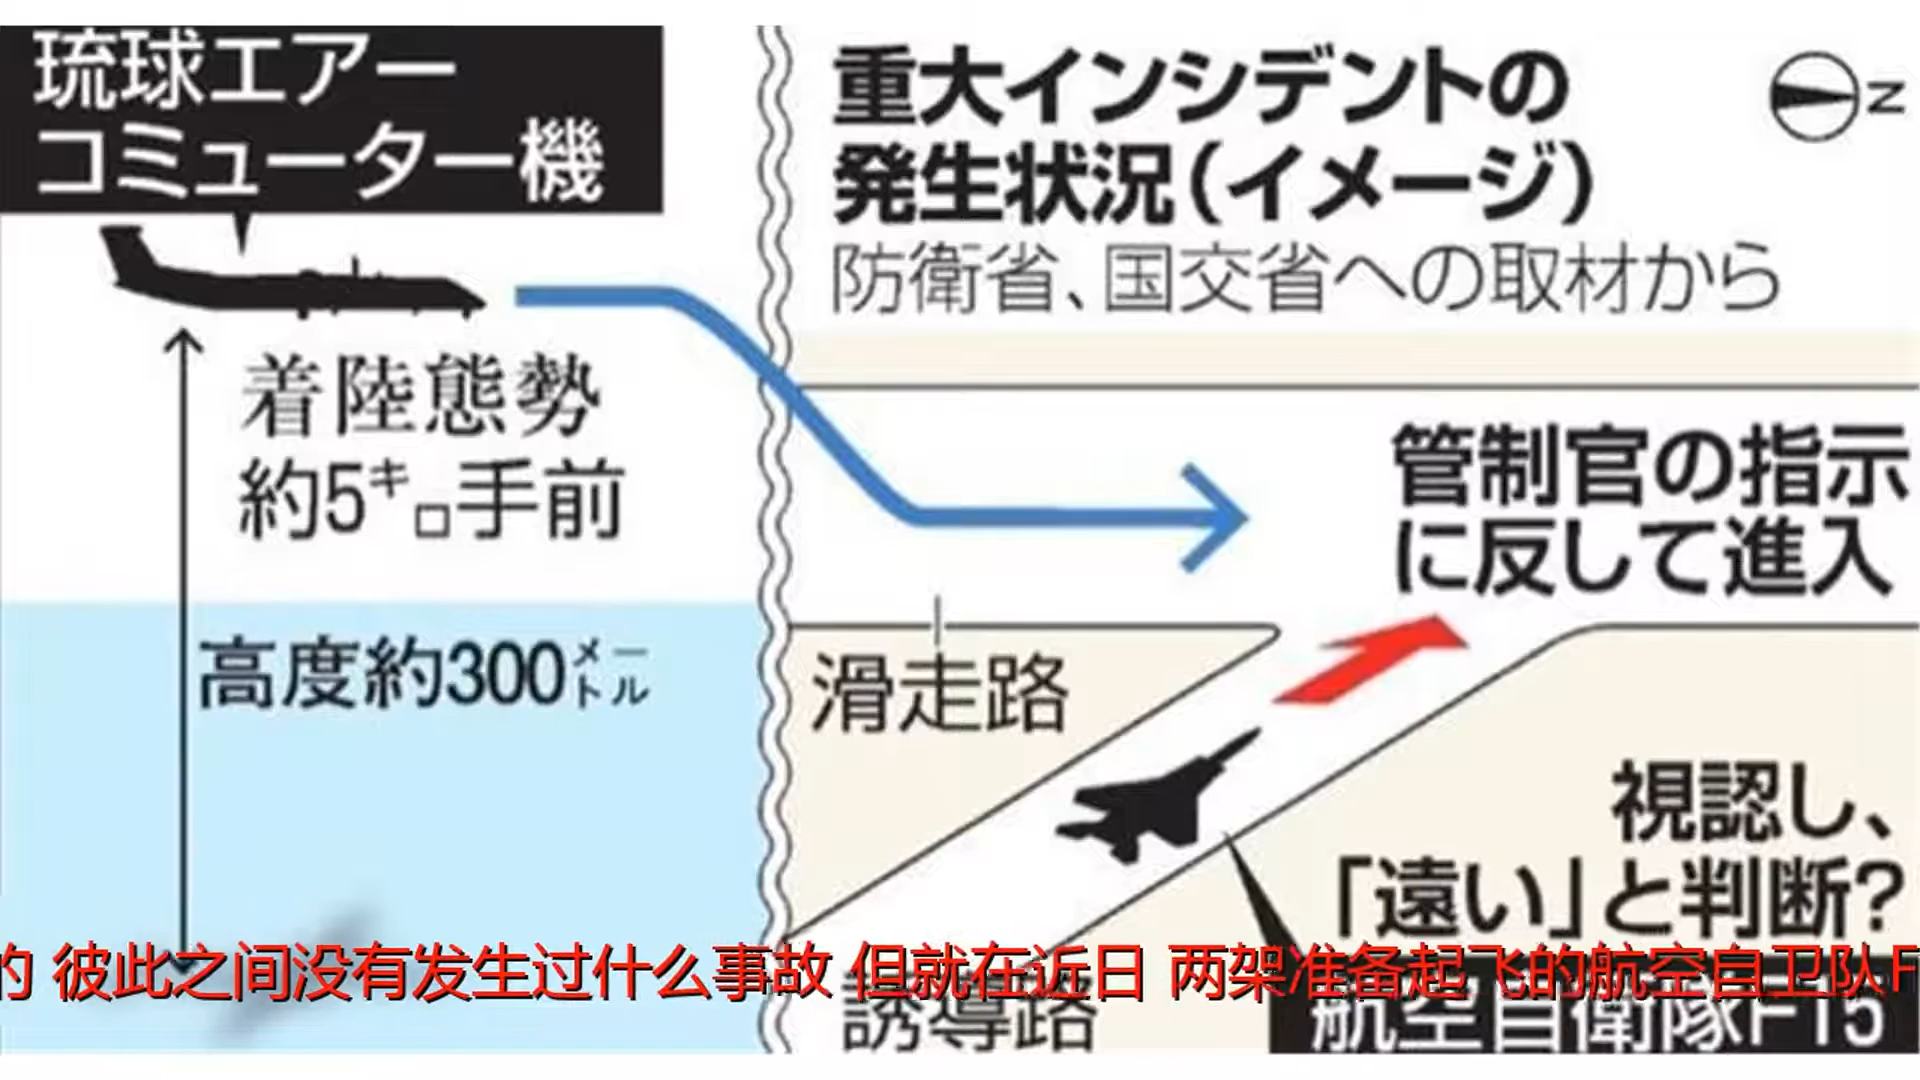 琉球エアー
コミューター機
重大インシデントの
発生状況(イメージ)
防衛省、国交省への取材から
N
着陸態勢
約5キロ手前
高度約300メートル
管制官の指示
に反して進入
滑走路
視認し、
「遠い」と判断?
的 彼此之间没有发生过什么事故 但就在近日 两架准备起飞的航空自卫队F
誘導路
航空自衛隊F15